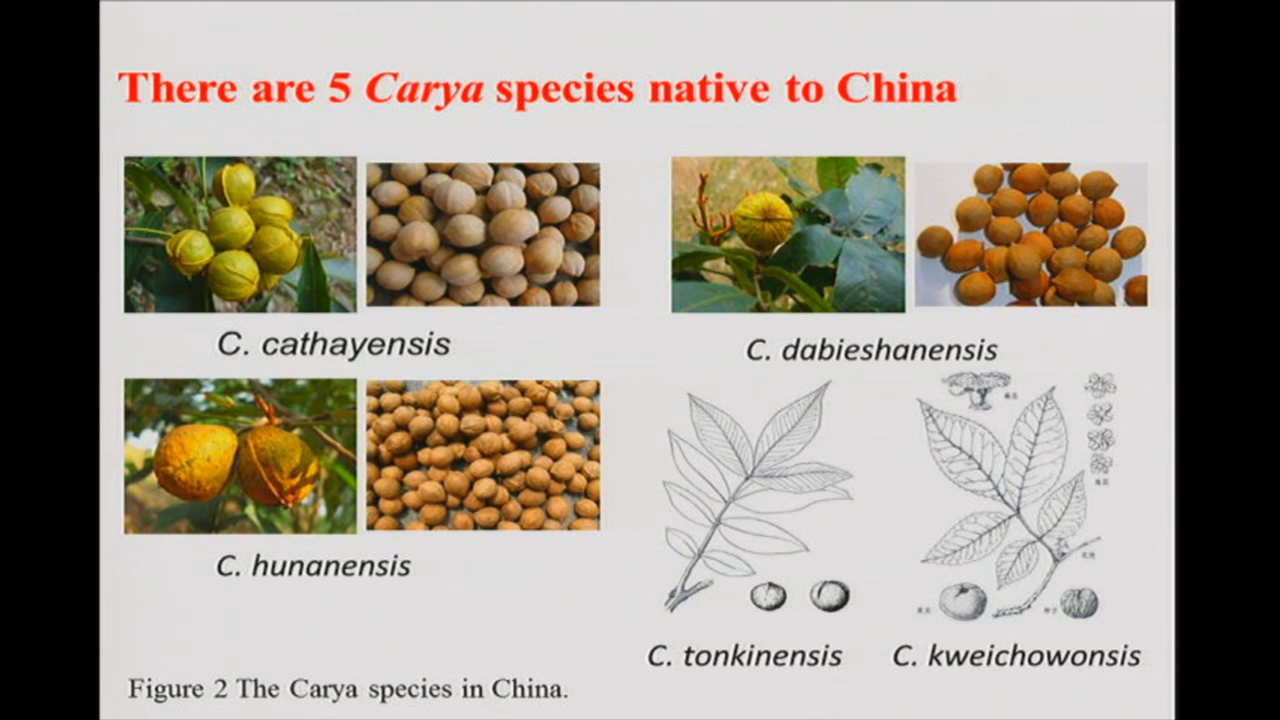 There are 5 Carya species native to China
C. cathayensis
C. dabieshanensis
C. hunanensis
C. tonkinensis
C. kweichowonsis
Figure 2 The Carya species in China.